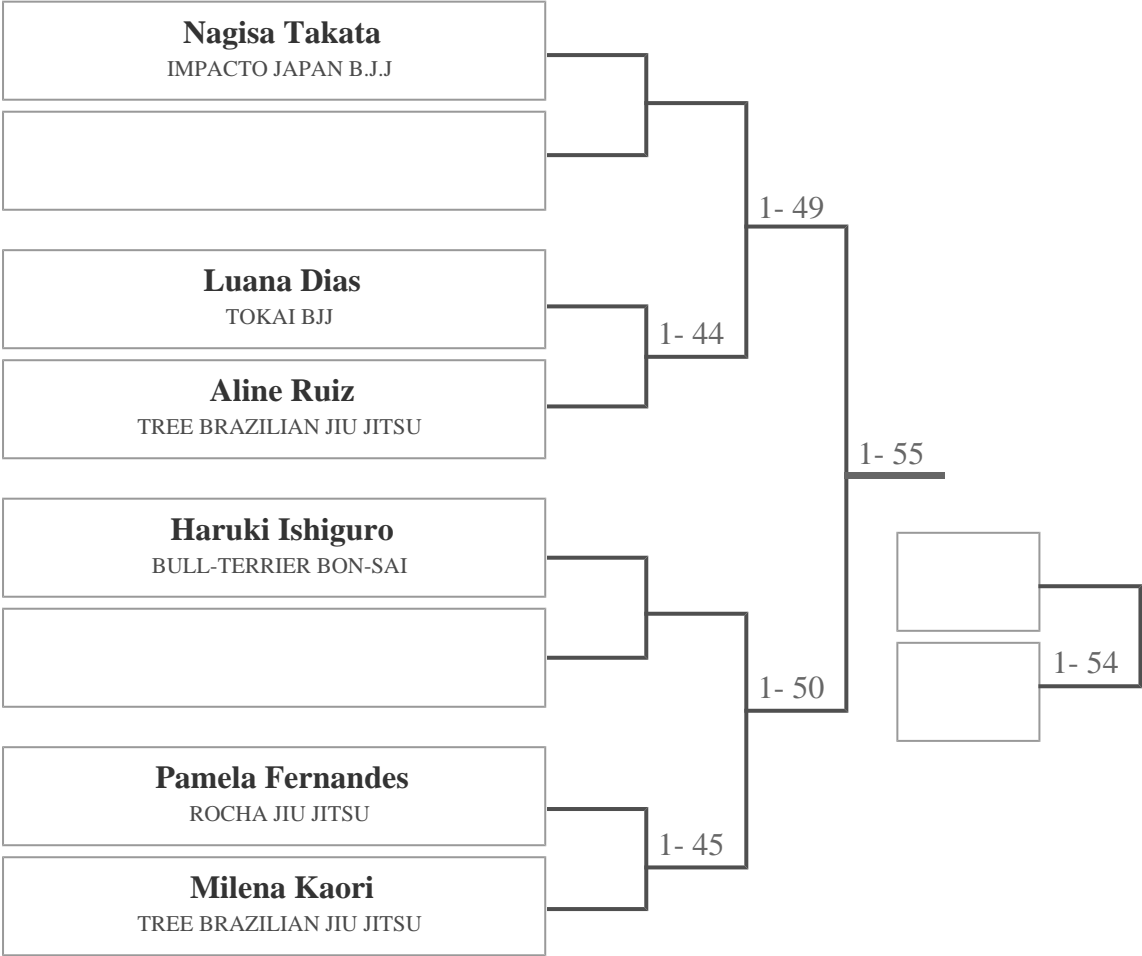 Nagisa Takata
IMPACTO JAPAN B.J.J
1- 49
Luana Dias
TOKAI BJJ
1- 44
Aline Ruiz
TREE BRAZILIAN JIU JITSU
1- 55
Haruki Ishiguro
BULL-TERRIER BON-SAI
1- 54
1- 50
Pamela Fernandes
ROCHA JIU JITSU
1- 45
Milena Kaori
TREE BRAZILIAN JIU JITSU